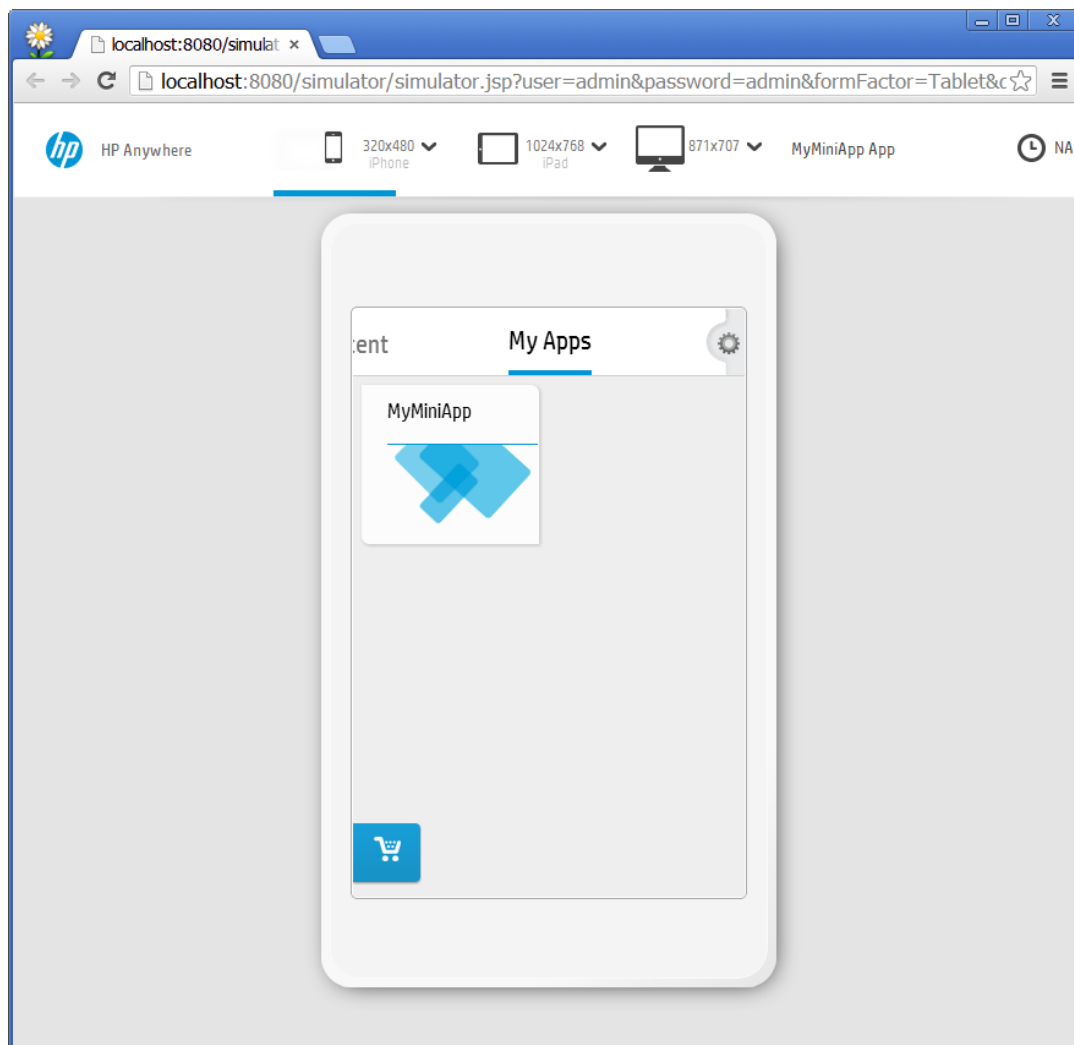 localhost:8080/simulat
localhost:8080/simulator/simulator.jsp?user=admin&password=admin&formFactor=Tablet&c
hp HP Anywhere
320x480
iPhone
1024x768
iPad
871x707
MyMiniApp App
NA
cent
My Apps
MyMiniApp